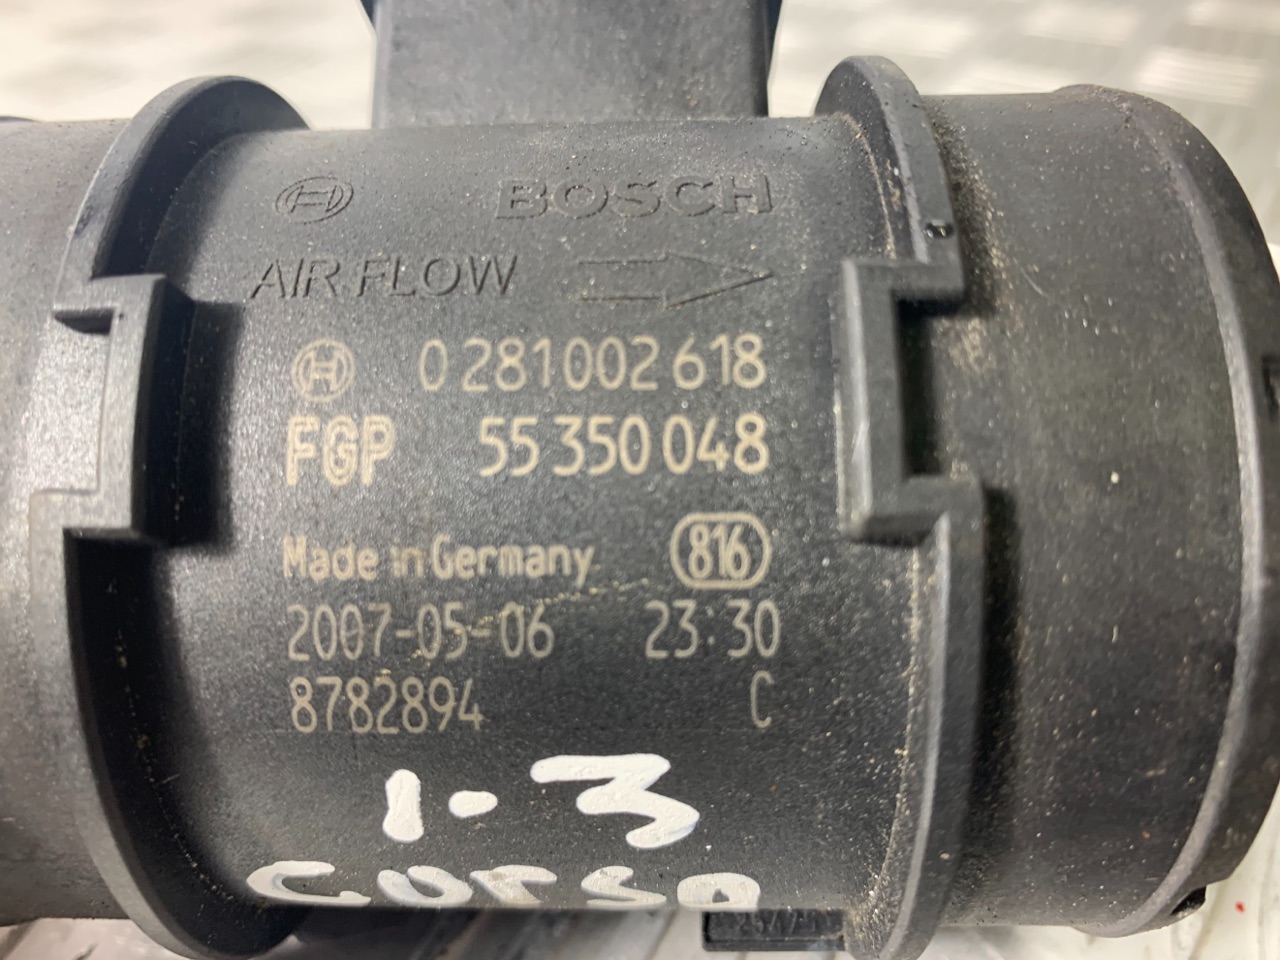 BOSCH
AIR FLOW
0 281 002 618
FGP 55 350 048
Made in Germany 816
2007-05-06 23:30
8782894 C
1.3
CORSA